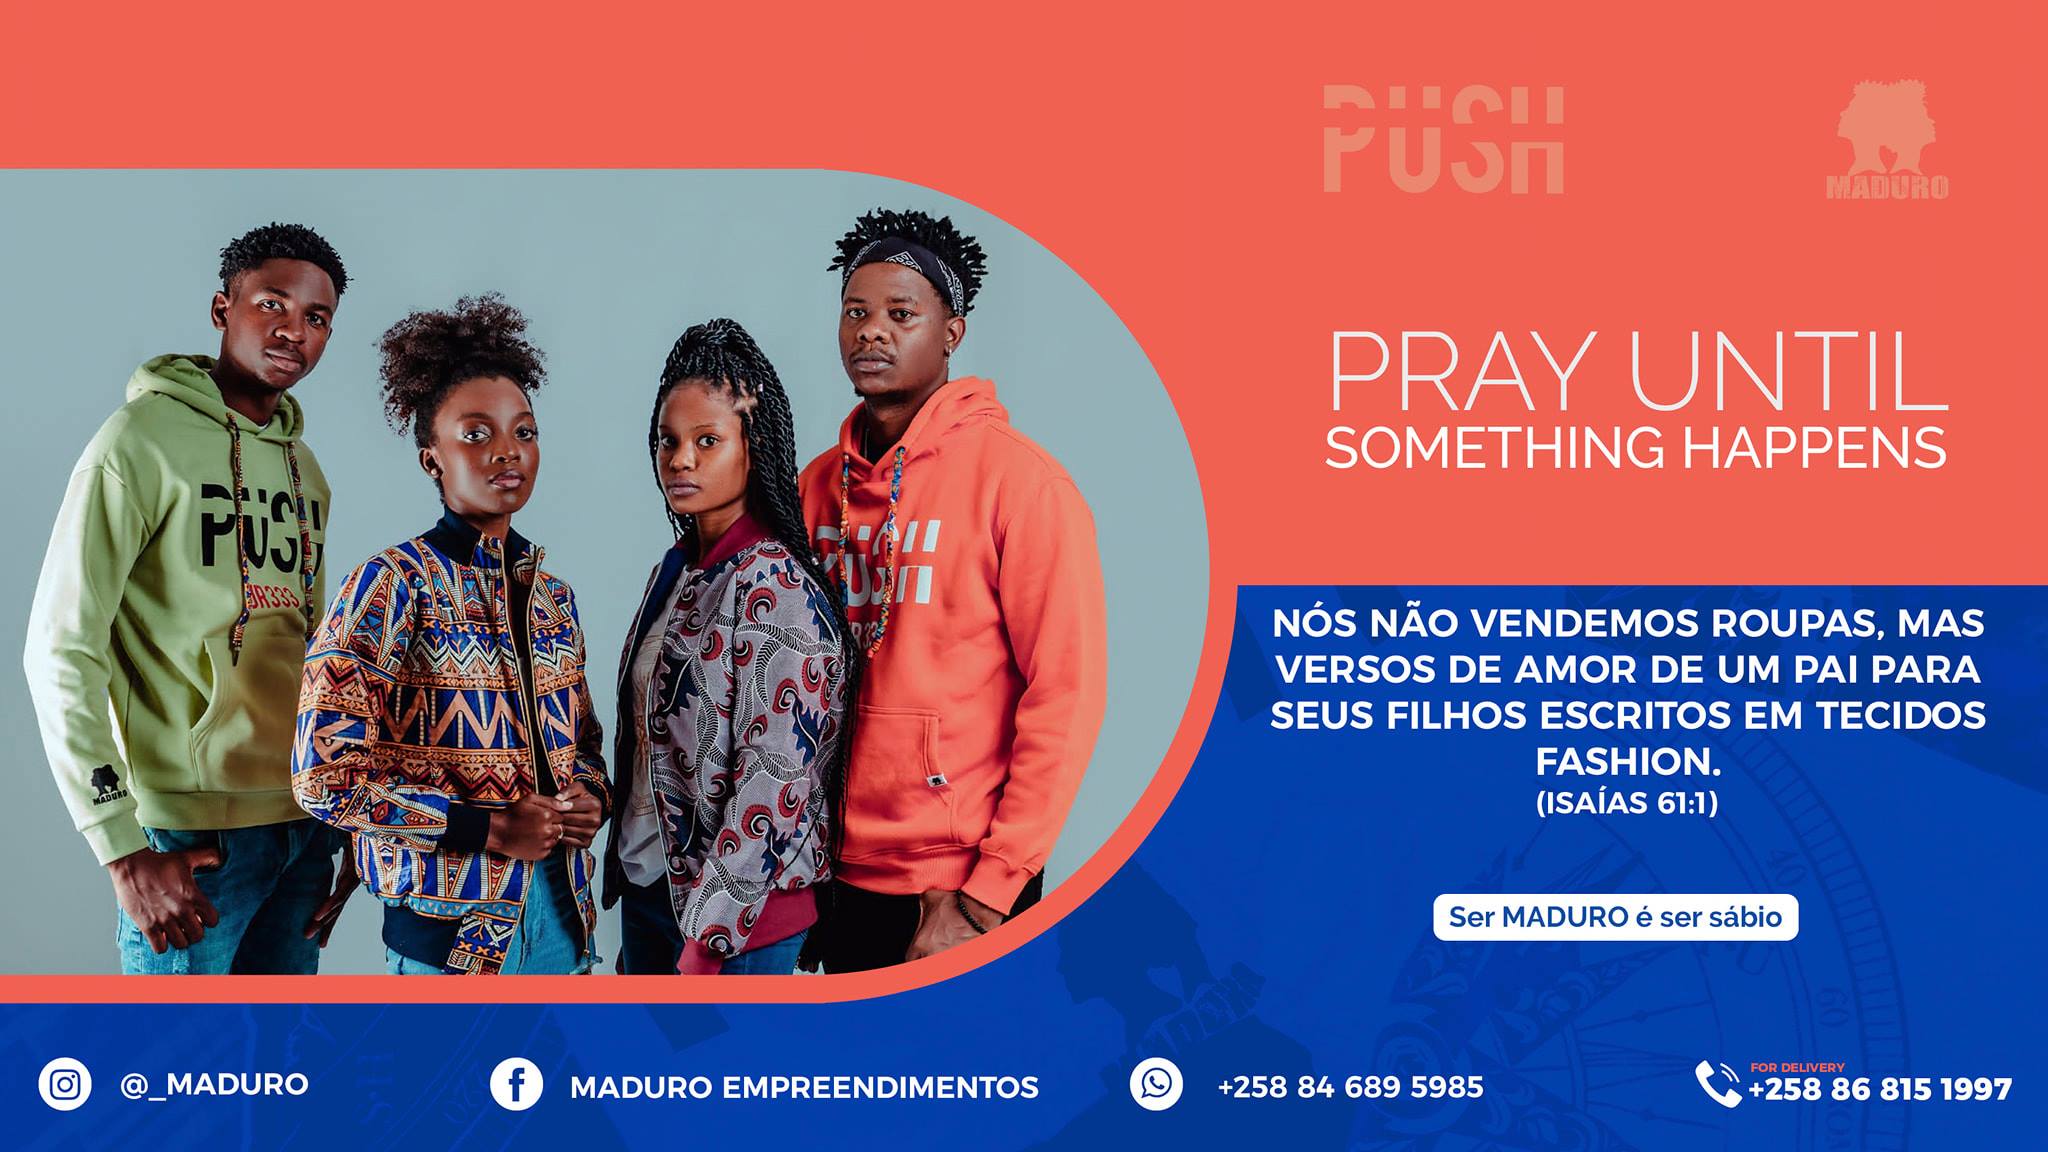 PUSH
MADURO
PRAY UNTIL
SOMETHING HAPPENS
PUSH
MADURO
PUSH
NÓS NÃO VENDEMOS ROUPAS, MAS
VERSOS DE AMOR DE UM PAI PARA
SEUS FILHOS ESCRITOS EM TECIDOS
FASHION.
(ISAÍAS 61:1)
Ser MADURO é ser sábio
@_MADURO
MADURO EMPREENDIMENTOS
+258 84 689 5985
FOR DELIVERY
+258 86 815 1997